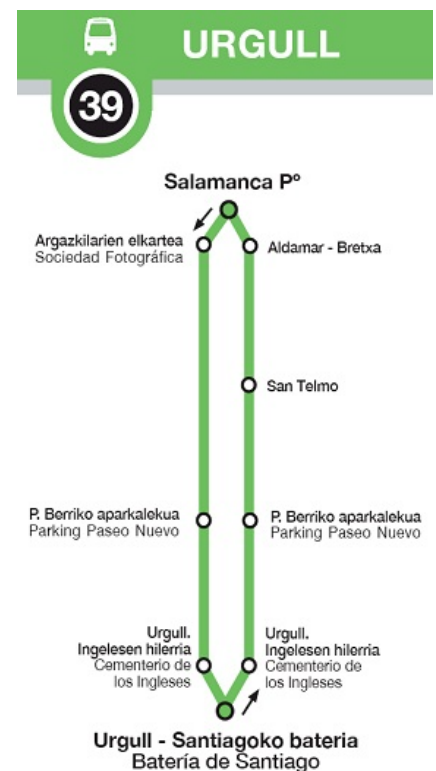 URGULL
39
Salamanca Pº
Argazkilarien elkartea
Sociedad Fotográfica
Aldamar - Bretxa
San Telmo
P. Berriko aparkalekua
Parking Paseo Nuevo
P. Berriko aparkalekua
Parking Paseo Nuevo
Urgull.
Ingelesen hilerria
Cementerio de
los Ingleses
Urgull.
Ingelesen hilerria
Cementerio de
los Ingleses
Urgull - Santiagoko bateria
Batería de Santiago